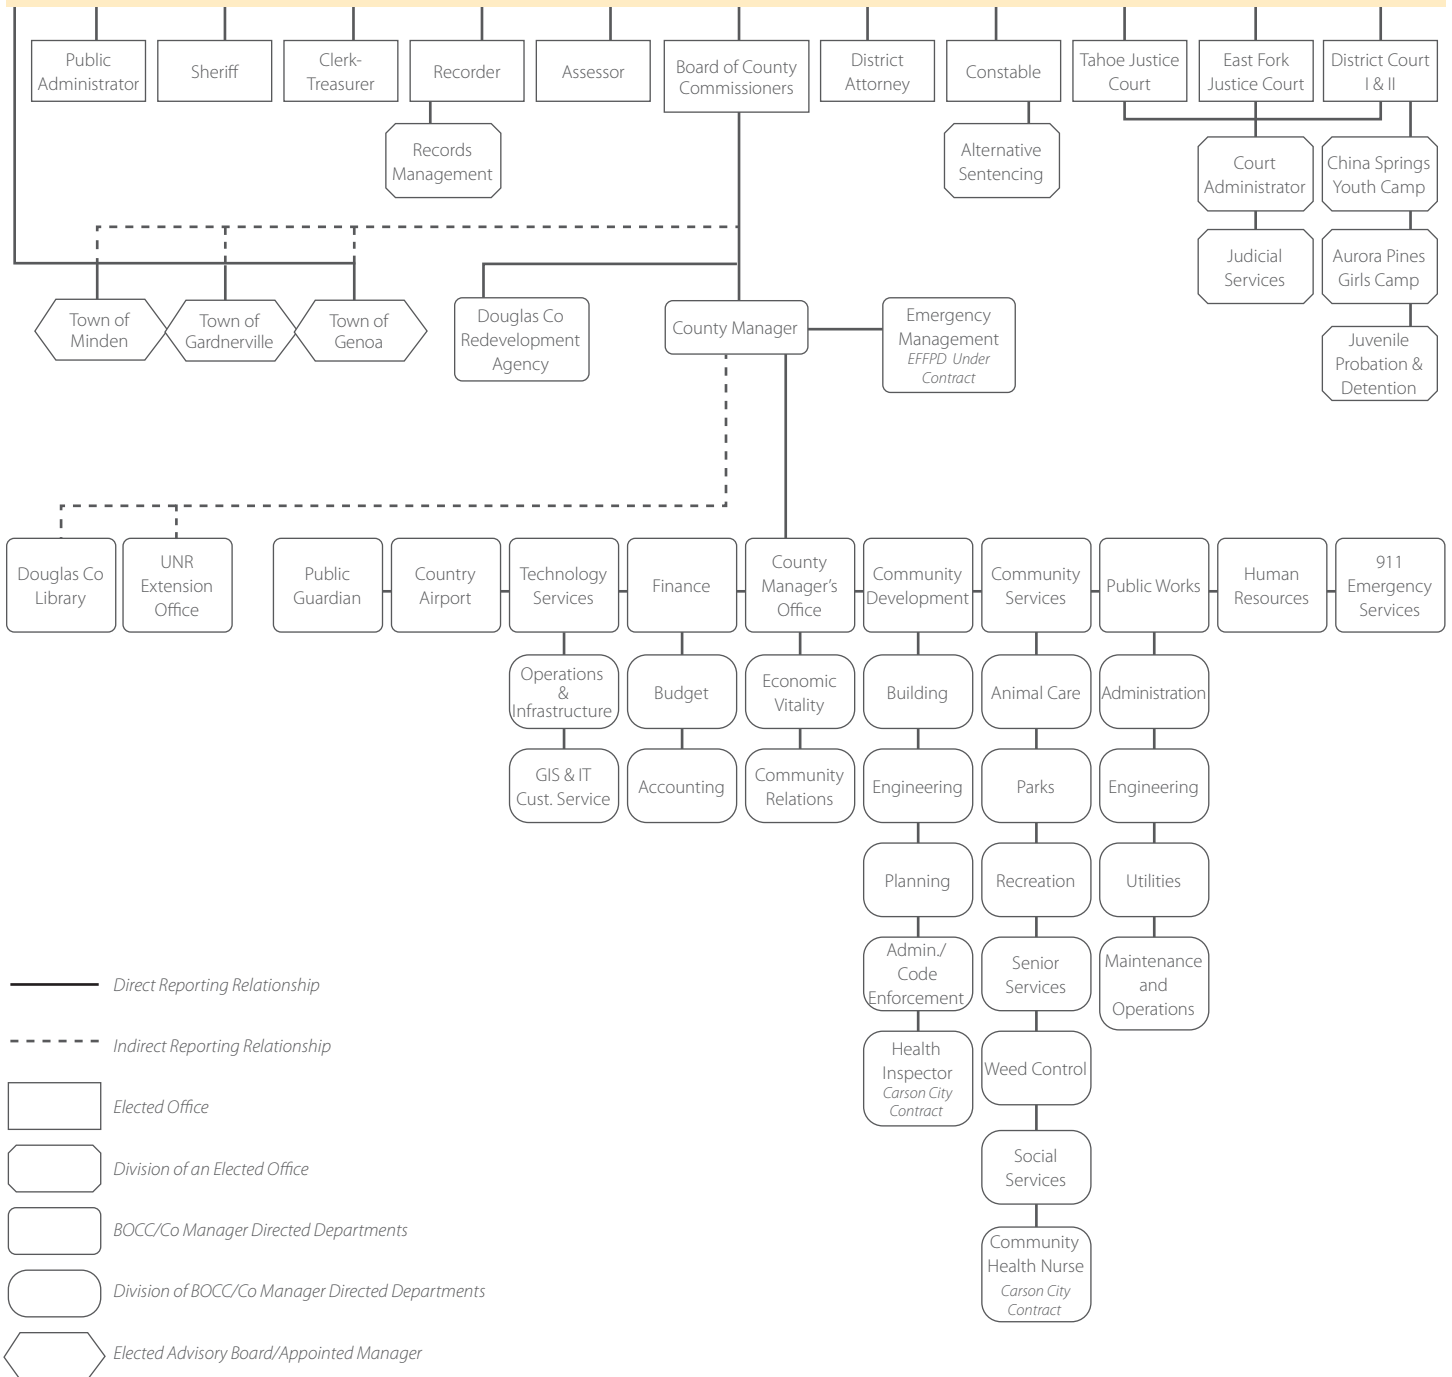 Public
Administrator
Sheriff
Clerk-
Treasurer
Recorder
Assessor
Board of County
Commissioners
District
Attorney
Constable
Tahoe Justice
Court
East Fork
Justice Court
District Court
I & II
Records
Management
Alternative
Sentencing
Court
Administrator
China Springs
Youth Camp
Judicial
Services
Aurora Pines
Girls Camp
Juvenile
Probation &
Detention
Town of
Minden
Town of
Gardnerville
Town of
Genoa
Douglas Co
Redevelopment
Agency
County Manager
Emergency
Management
EFFPD Under
Contract
Douglas Co
Library
UNR
Extension
Office
Public
Guardian
Country
Airport
Technology
Services
Finance
County
Manager's
Office
Community
Development
Community
Services
Public Works
Human
Resources
911
Emergency
Services
Operations
&
Infrastructure
Budget
Economic
Vitality
Building
Animal Care
Administration
GIS & IT
Cust. Service
Accounting
Community
Relations
Engineering
Parks
Engineering
Planning
Recreation
Utilities
Admin./
Code
Enforcement
Senior
Services
Maintenance
and
Operations
Health
Inspector
Carson City
Contract
Weed Control
Social
Services
Community
Health Nurse
Carson City
Contract
Direct Reporting Relationship
Indirect Reporting Relationship
Elected Office
Division of an Elected Office
BOCC/Co Manager Directed Departments
Division of BOCC/Co Manager Directed Departments
Elected Advisory Board/Appointed Manager